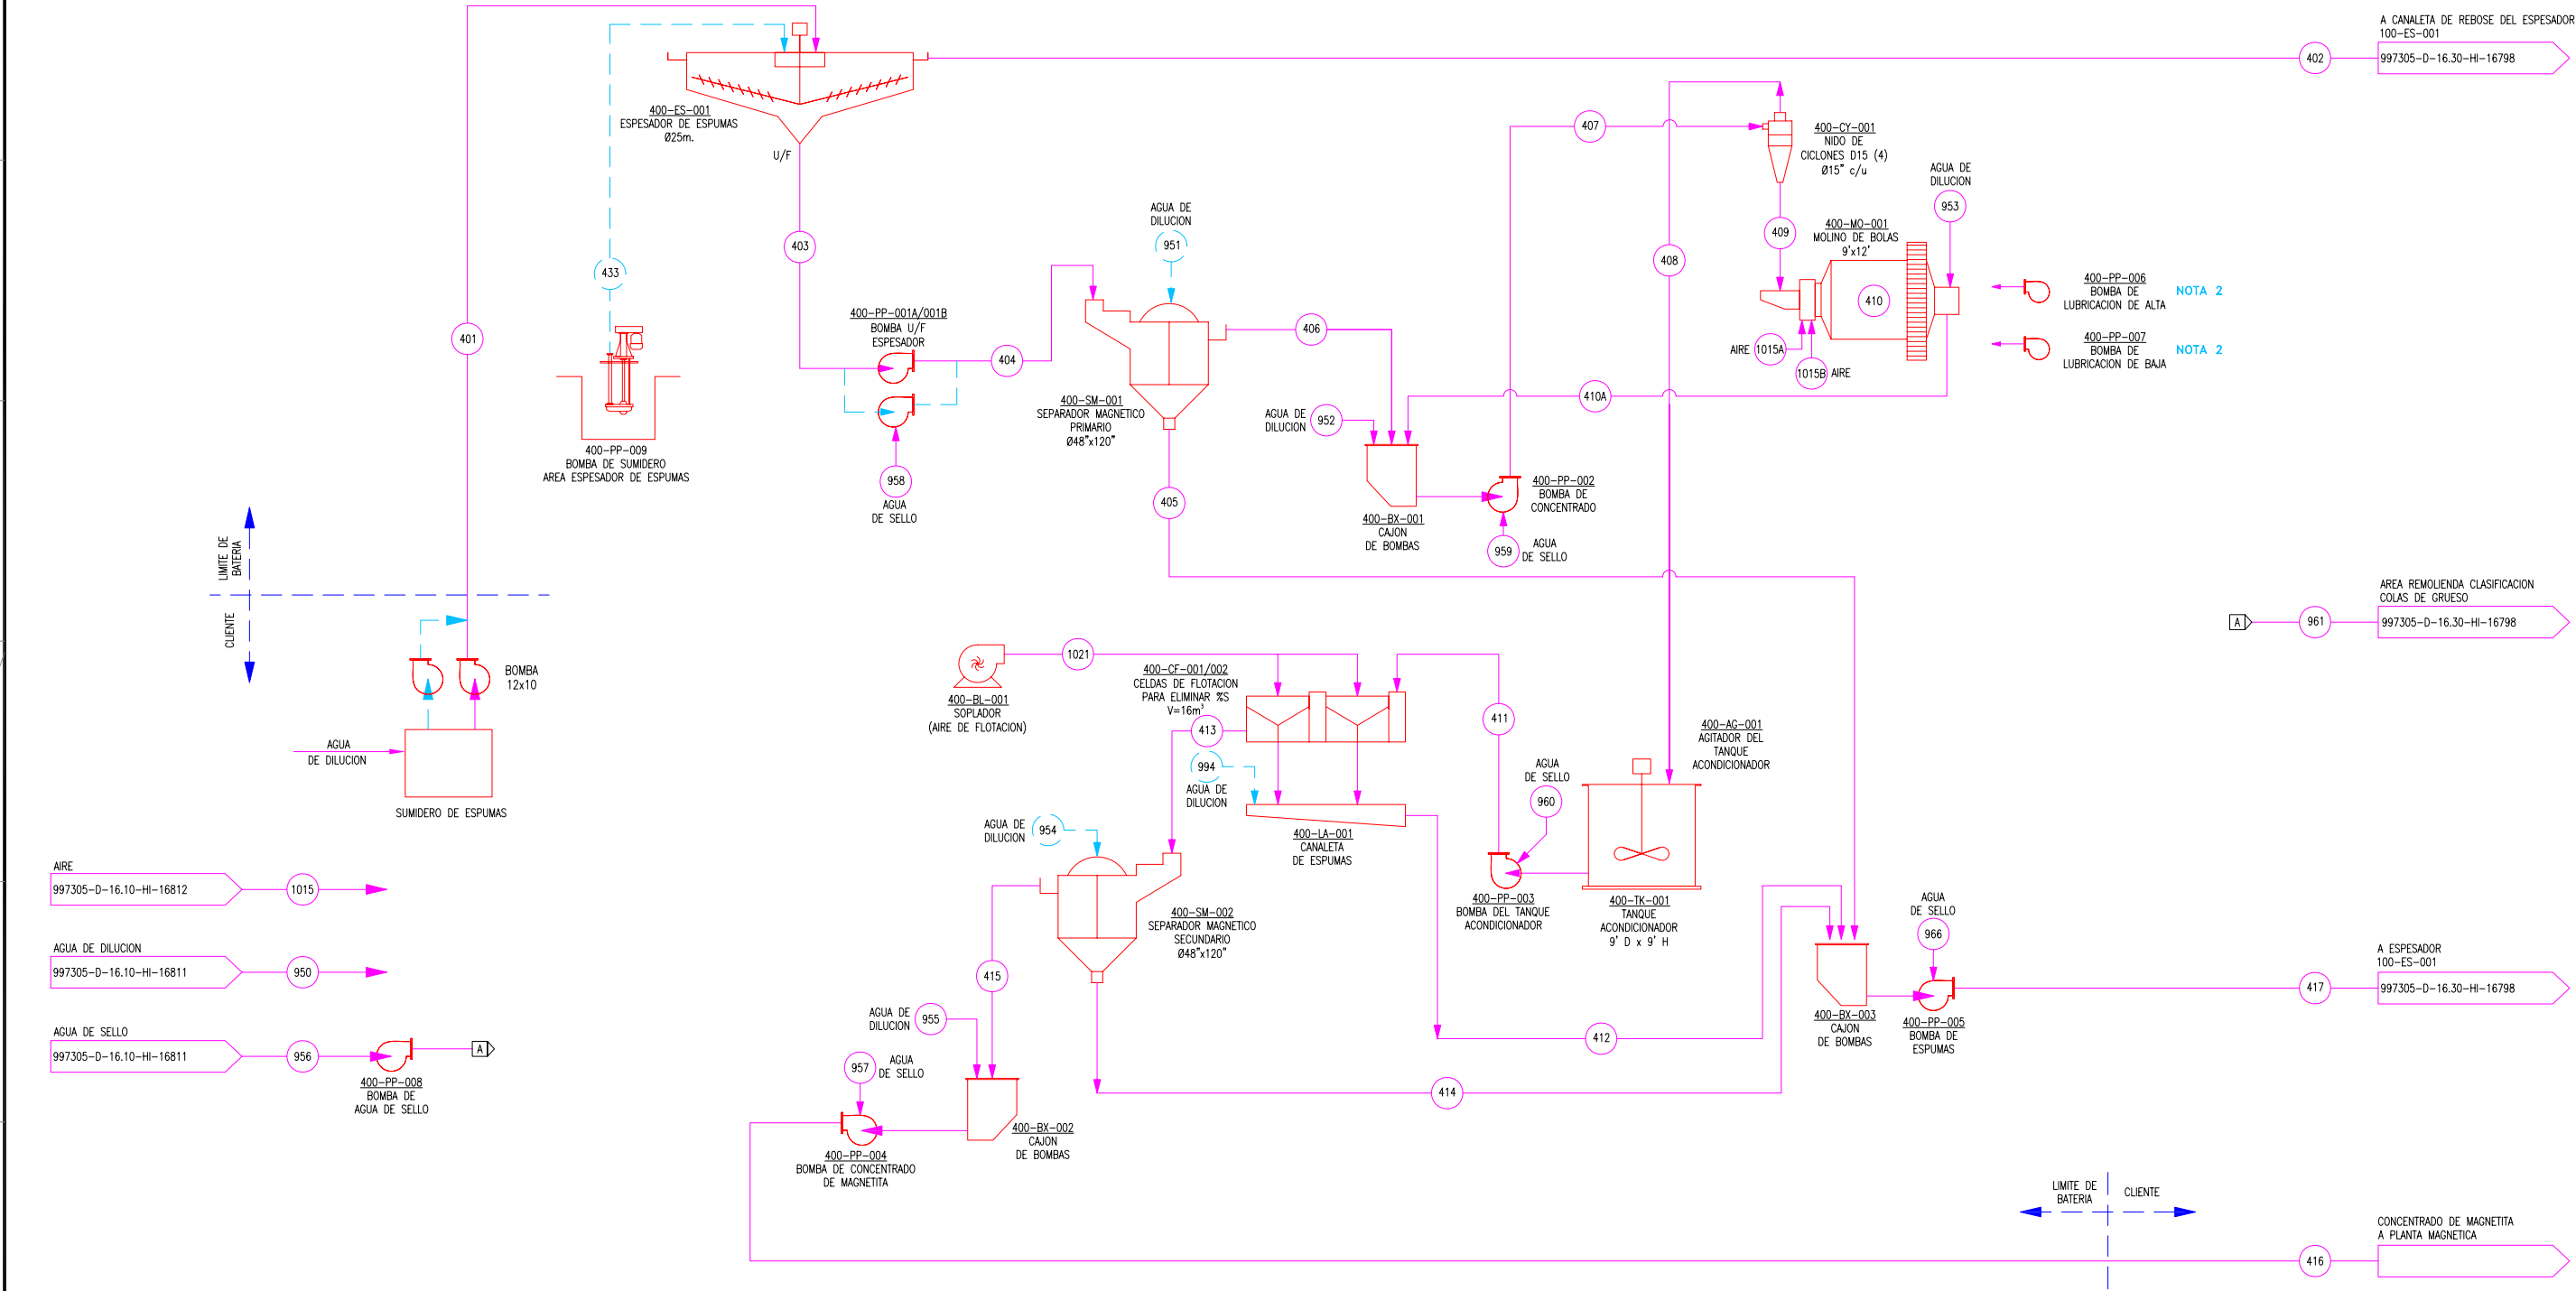 A CANALETA DE REBOSE DEL ESPESADOR
100-ES-001
402
997305-D-16.30-HI-16798
400-ES-001
ESPESADOR DE ESPUMAS
Ø25m.
U/F
433
403
401
400-PP-009
BOMBA DE SUMIDERO
AREA ESPESADOR DE ESPUMAS
400-PP-001A/001B
BOMBA U/F
ESPESADOR
404
958
AGUA
DE SELLO
AGUA DE
DILUCION
951
400-SM-001
SEPARADOR MAGNETICO
PRIMARIO
Ø48"x120"
405
406
AGUA DE
DILUCION
952
400-BX-001
CAJON
DE BOMBAS
400-PP-002
BOMBA DE
CONCENTRADO
959
AGUA
DE SELLO
407
408
400-CY-001
NIDO DE
CICLONES D15 (4)
Ø15" c/u
409
400-MO-001
MOLINO DE BOLAS
9'x12'
410
AGUA DE
DILUCION
953
AIRE
1015A
1015B
AIRE
410A
400-PP-006
BOMBA DE
LUBRICACION DE ALTA
NOTA 2
400-PP-007
BOMBA DE
LUBRICACION DE BAJA
NOTA 2
LIMITE DE
BATERIA
CLIENTE
BOMBA
12x10
AGUA
DE DILUCION
SUMIDERO DE ESPUMAS
AREA REMOLIENDA CLASIFICACION
COLAS DE GRUESO
A
961
997305-D-16.30-HI-16798
400-BL-001
SOPLADOR
(AIRE DE FLOTACION)
1021
400-CF-001/002
CELDAS DE FLOTACION
PARA ELIMINAR %S
V=16m³
413
994
AGUA DE
DILUCION
400-LA-001
CANALETA
DE ESPUMAS
411
AGUA
DE SELLO
960
400-PP-003
BOMBA DEL TANQUE
ACONDICIONADOR
400-AG-001
AGITADOR DEL
TANQUE
ACONDICIONADOR
400-TK-001
TANQUE
ACONDICIONADOR
9' D x 9' H
AGUA DE
DILUCION
954
400-SM-002
SEPARADOR MAGNETICO
SECUNDARIO
Ø48"x120"
415
AGUA DE
DILUCION
955
957
AGUA
DE SELLO
400-BX-002
CAJON
DE BOMBAS
400-PP-004
BOMBA DE CONCENTRADO
DE MAGNETITA
412
414
AGUA
DE SELLO
966
400-BX-003
CAJON
DE BOMBAS
400-PP-005
BOMBA DE
ESPUMAS
A ESPESADOR
100-ES-001
417
997305-D-16.30-HI-16798
AIRE
997305-D-16.10-HI-16812
1015
AGUA DE DILUCION
997305-D-16.10-HI-16811
950
AGUA DE SELLO
997305-D-16.10-HI-16811
956
A
400-PP-008
BOMBA DE
AGUA DE SELLO
LIMITE DE
BATERIA
CLIENTE
CONCENTRADO DE MAGNETITA
A PLANTA MAGNETICA
416